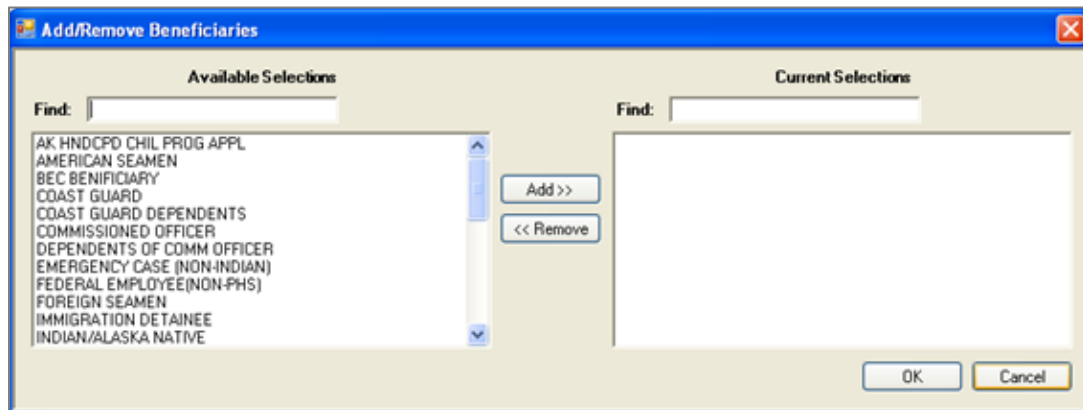 Add/Remove Beneficiaries
Available Selections
Find:
AK HNDCPD CHIL PROG APPL
AMERICAN SEAMEN
BEC BENIFICIARY
COAST GUARD
COAST GUARD DEPENDENTS
COMMISSIONED OFFICER
DEPENDENTS OF COMM OFFICER
EMERGENCY CASE (NON-INDIAN)
FEDERAL EMPLOYEE(NON-PHS)
FOREIGN SEAMEN
IMMIGRATION DETAINEE
INDIAN/ALASKA NATIVE
Add >>
<< Remove
Current Selections
Find:
OK
Cancel